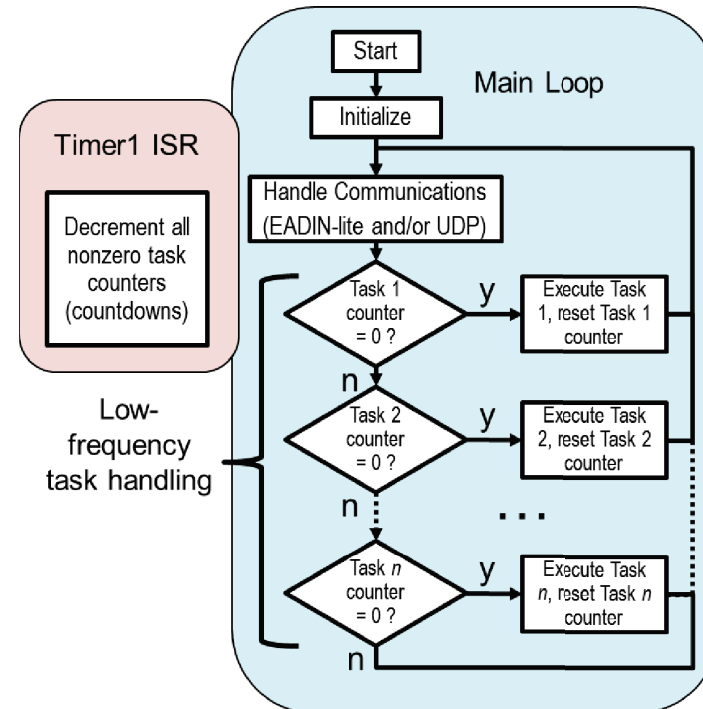 Start
Main Loop
Initialize
Timer1 ISR
Decrement all
nonzero task
counters
(countdowns)
Handle Communications
(EADIN-lite and/or UDP)
Task 1
counter
= 0 ?
y
Execute Task
1, reset Task 1
counter
n
Low-
frequency
task handling
Task 2
counter
= 0 ?
y
Execute Task
2, reset Task 2
counter
n
...
Task n
counter
= 0 ?
y
Execute Task
n, reset Task n
counter
n